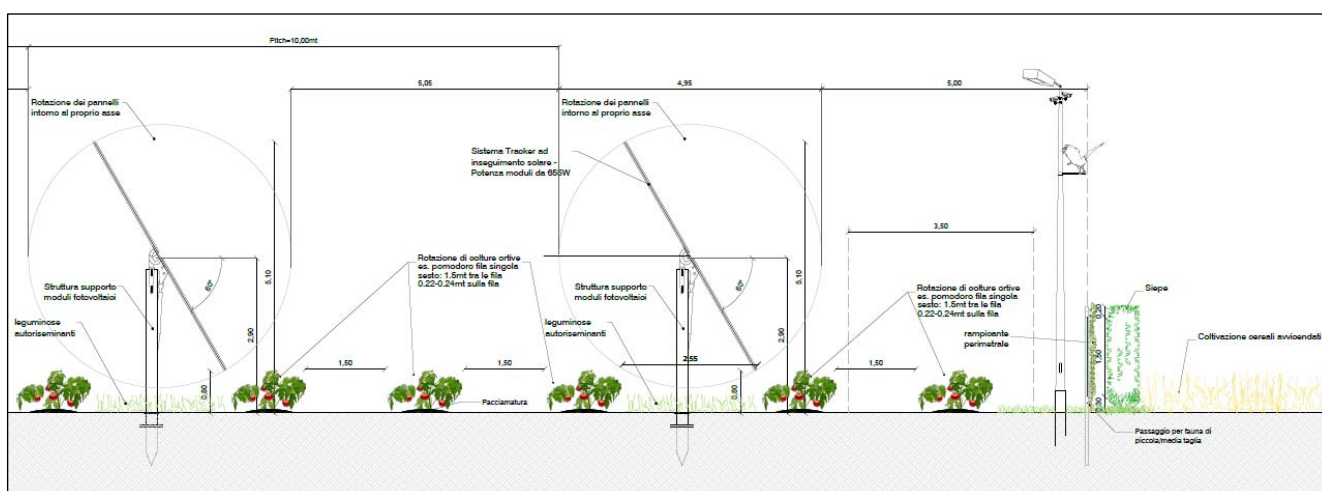 Pitch=10,00mt
5,05
4,95
5,00
Rotazione dei pannelli
intorno al proprio asse
Rotazione dei pannelli
intorno al proprio asse
Sistema Tracker ad
inseguimento solare -
Potenza moduli da 655W
3,50
5,10
5,10
60°
60°
Rotazione di colture ortive
es. pomodoro fila singola
sesto: 1.5mt tra le fila
0.22-0.24mt sulla fila
Struttura supporto
moduli fotovoltaici
Struttura supporto
moduli fotovoltaici
Rotazione di colture ortive
es. pomodoro fila singola
sesto: 1.5mt tra le fila
0.22-0.24mt sulla fila
Siepe
0,20
leguminose
autoriseminanti
leguminose
autoriseminanti
2,90
2,90
rampicante
perimetrale
Coltivazione cereali avvicendati
1,50
1,50
1,50
2,55
1,50
0,80
0,80
0,30
Pacciamatura
Passaggio per fauna di
piccola/media taglia